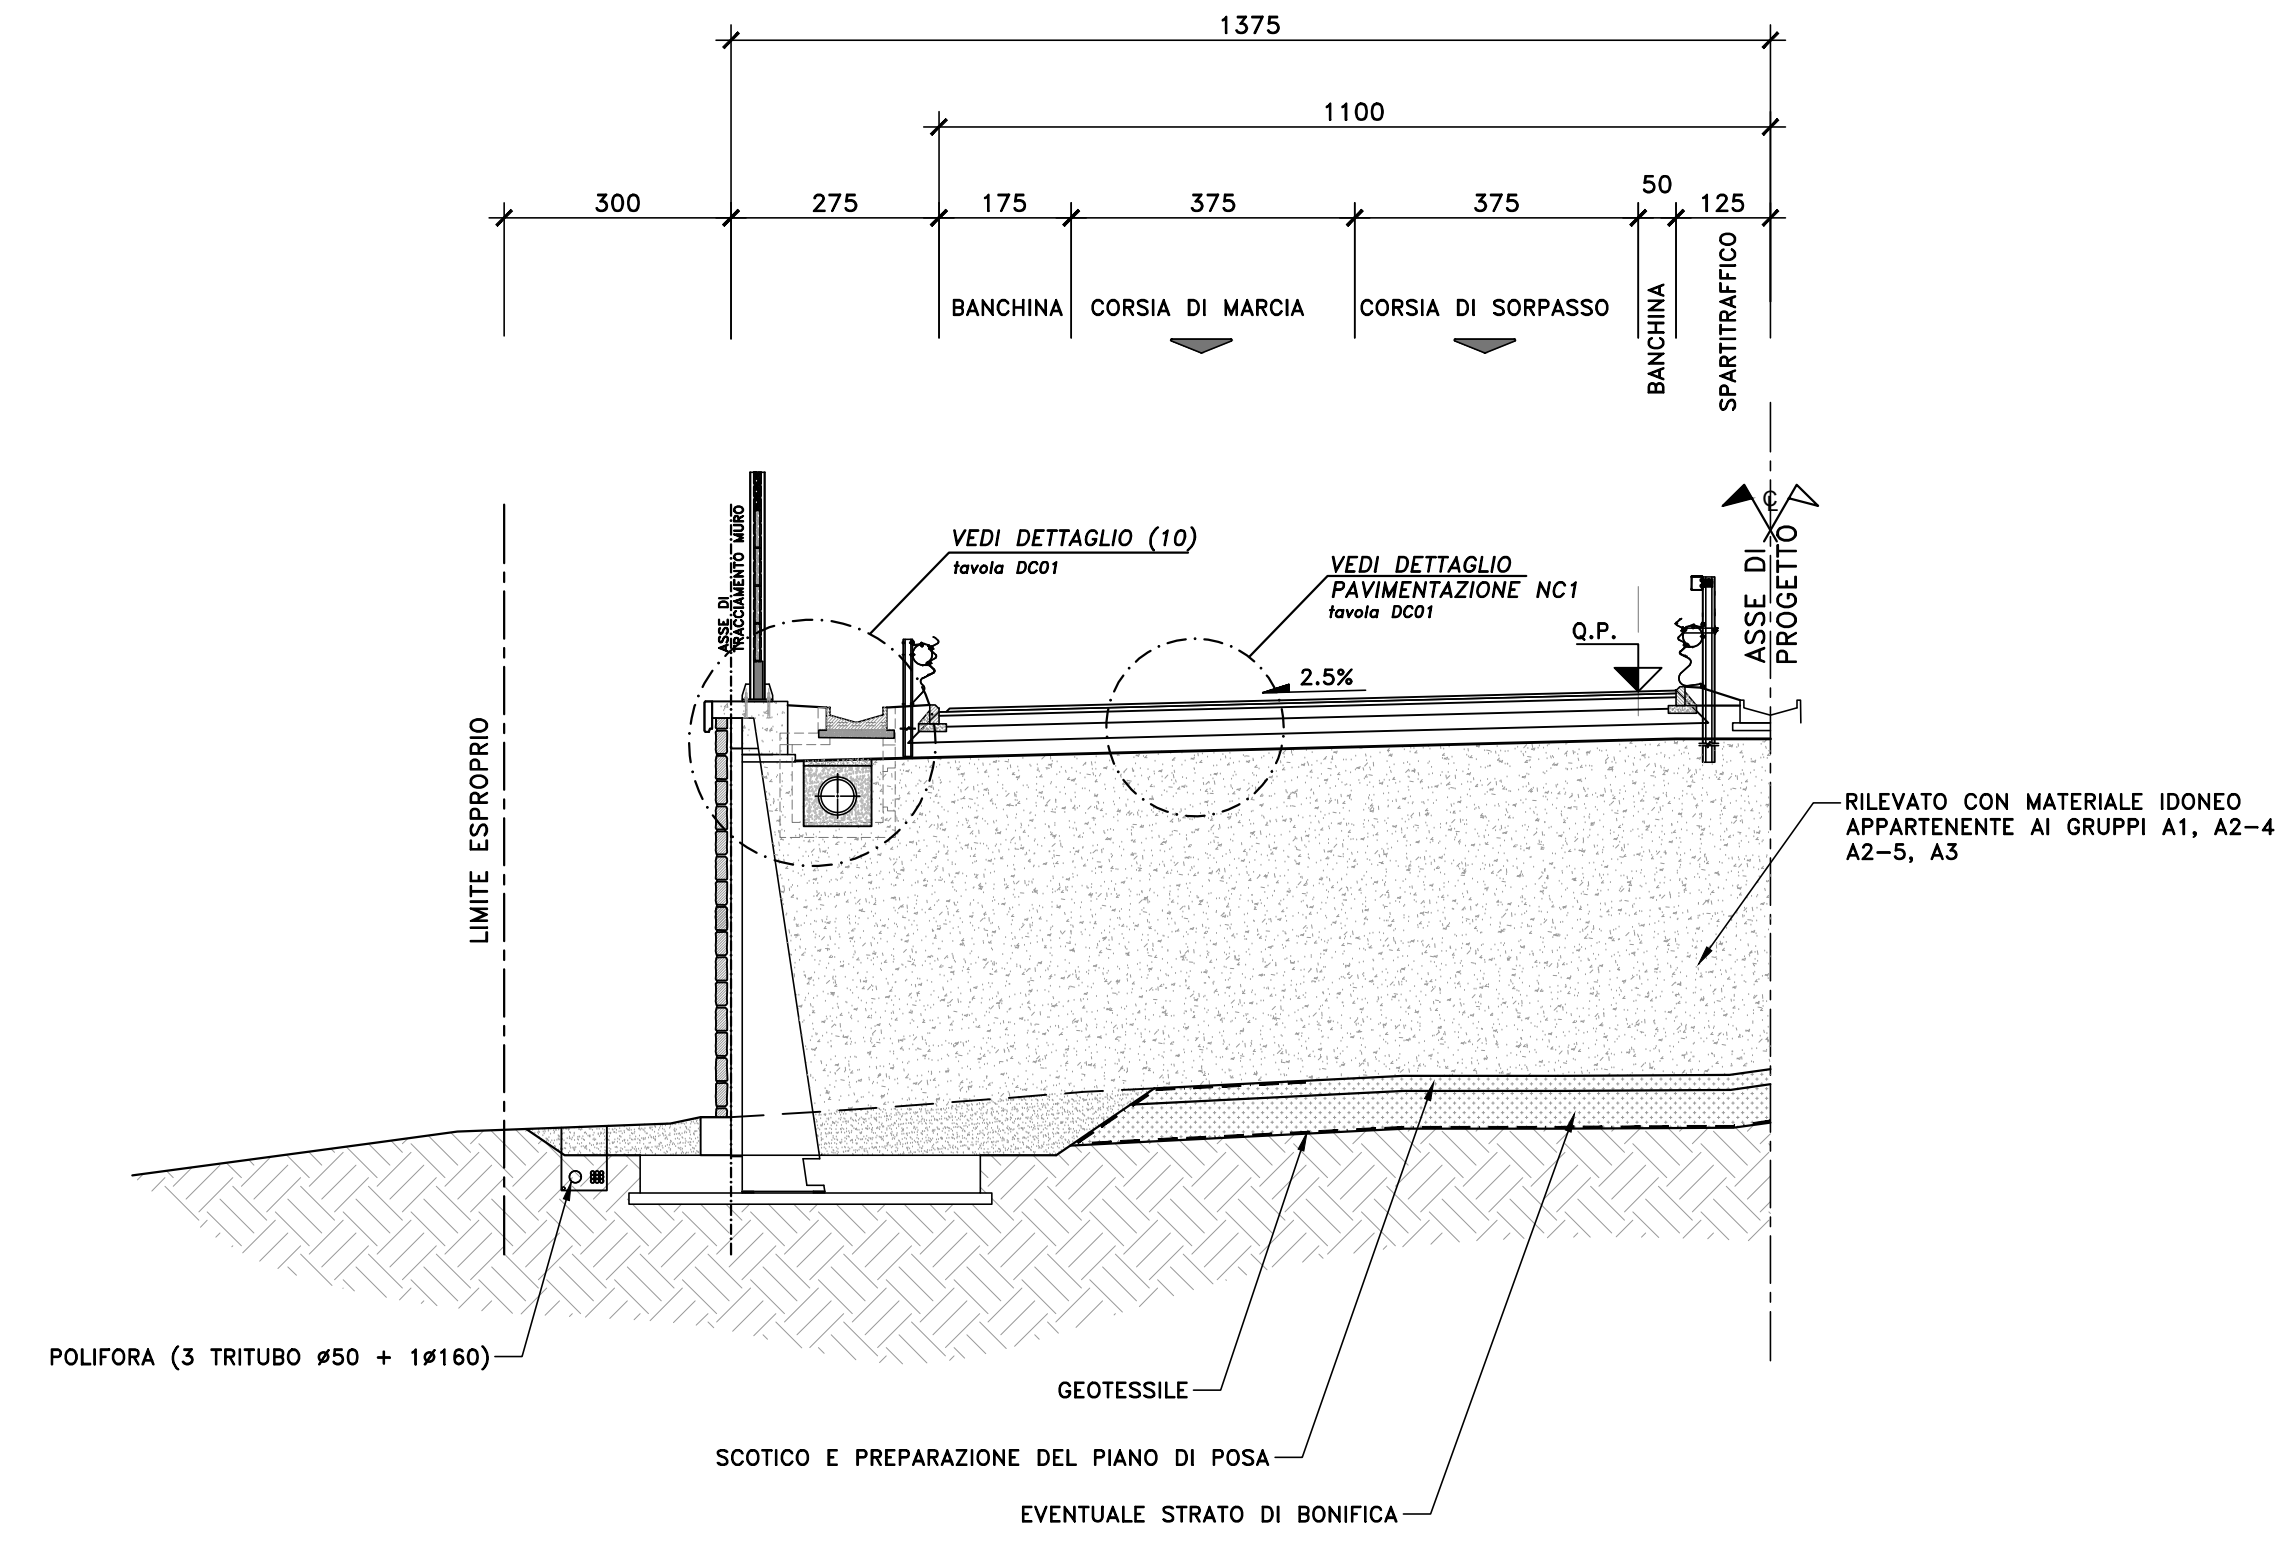 1375
1100
300
275
175
375
375
50
125
BANCHINA
CORSIA DI MARCIA
CORSIA DI SORPASSO
BANCHINA
SPARTITRAFFICO
LIMITE ESPROPRIO
ASSE DI
TRACCIAMENTO MURO
VEDI DETTAGLIO (10)
tavola DC01
VEDI DETTAGLIO
PAVIMENTAZIONE NC1
tavola DC01
2.5%
Q.P.
℄
ASSE DI
PROGETTO
RILEVATO CON MATERIALE IDONEO
APPARTENENTE AI GRUPPI A1, A2-4
A2-5, A3
POLIFORA (3 TRITUBO Ø50 + 1Ø160)
GEOTESSILE
SCOTICO E PREPARAZIONE DEL PIANO DI POSA
EVENTUALE STRATO DI BONIFICA